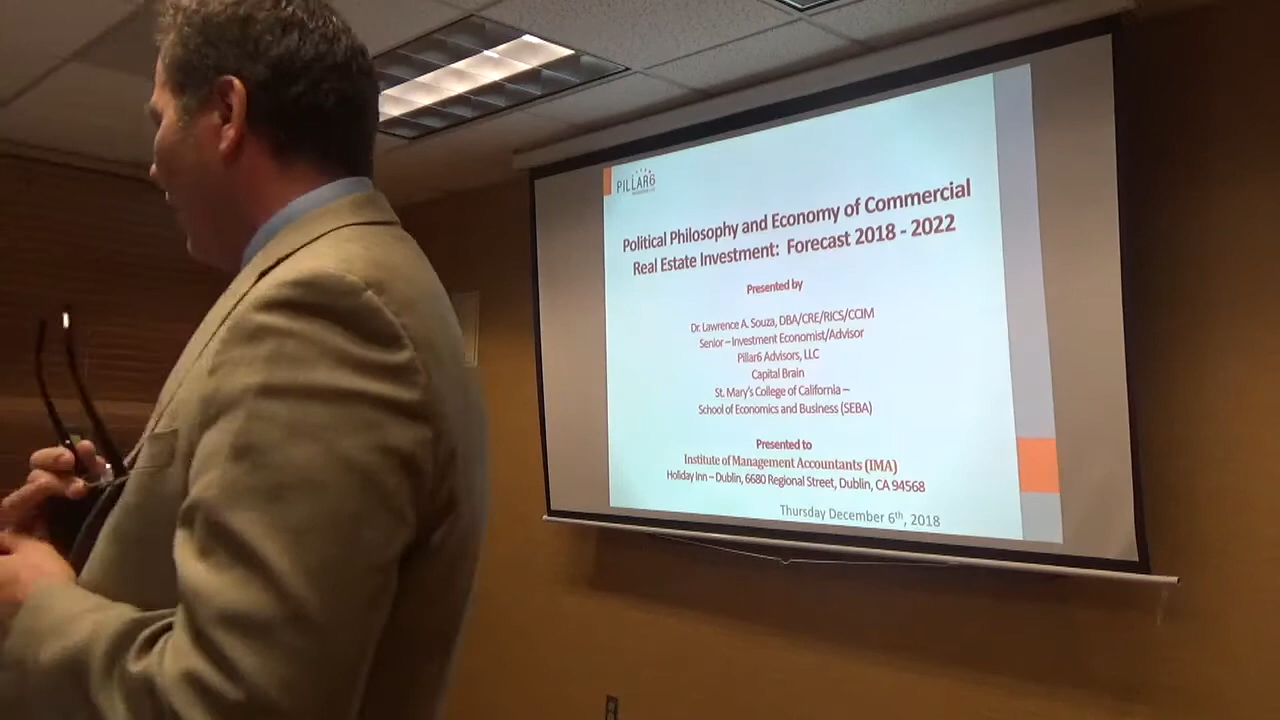 PILLAR6
Political Philosophy and Economy of Commercial
Real Estate Investment: Forecast 2018 - 2022
Presented by
Dr. Lawrence A. Souza, DBA/CRE/RICS/CCIM
Senior – Investment Economist/Advisor
Pillar6 Advisors, LLC
Capital Brain
St. Mary's College of California –
School of Economics and Business (SEBA)
Presented to
Institute of Management Accountants (IMA)
Holiday Inn – Dublin, 6680 Regional Street, Dublin, CA 94568
Thursday December 6th, 2018